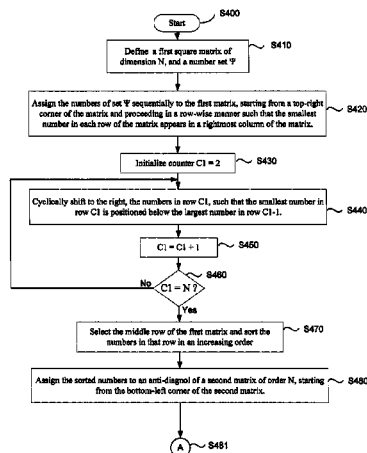 Start
S400
Define a first square matrix of
dimension N, and a number set Ψ
S410
Assign the numbers of set Ψ sequentially to the first matrix, starting from a top-right
corner of the matrix and proceeding in a row-wise manner such that the smallest
number in each row of the matrix appears in a rightmost column of the matrix.
S420
Initialize counter C1 = 2
S430
Cyclically shift to the right, the numbers in row C1, such that the smallest number in
row C1 is positioned below the largest number in row C1-1.
S440
C1 = C1 + 1
S450
C1 = N ?
S460
No
Yes
Select the middle row of the first matrix and sort the
numbers in that row in an increasing order
S470
Assign the sorted numbers to an anti-diagnol of a second matrix of order N, starting
from the bottom-left corner of the second matrix.
S480
A
S481